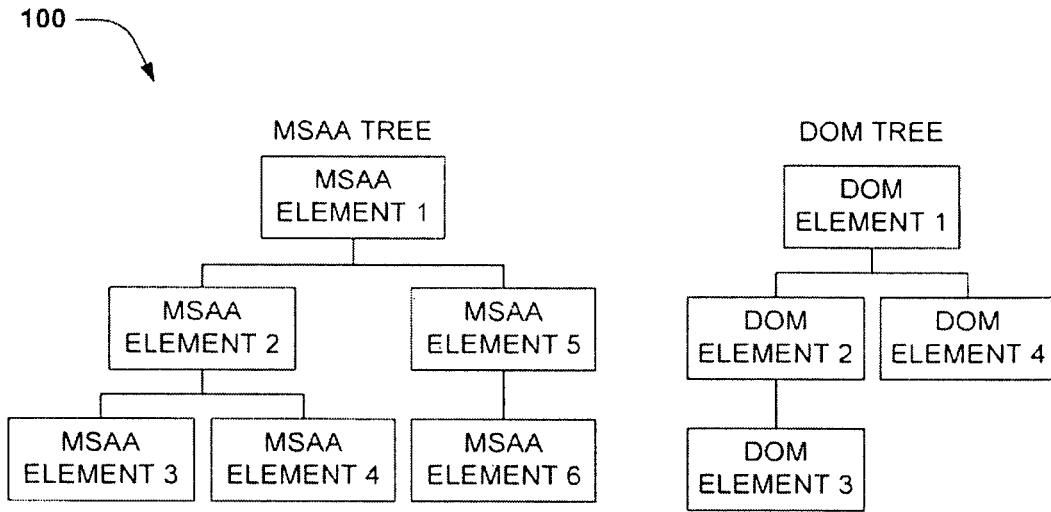 100
MSAA TREE
MSAA
ELEMENT 1
MSAA
ELEMENT 2
MSAA
ELEMENT 5
MSAA
ELEMENT 3
MSAA
ELEMENT 4
MSAA
ELEMENT 6
DOM TREE
DOM
ELEMENT 1
DOM
ELEMENT 2
DOM
ELEMENT 4
DOM
ELEMENT 3